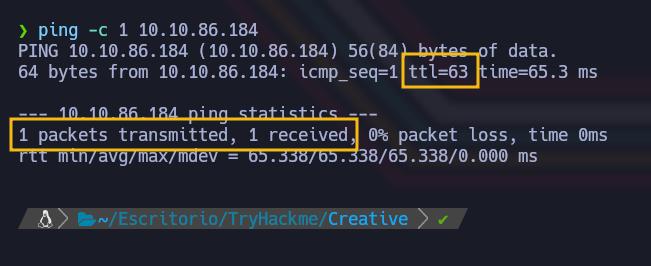 ❯ ping -c 1 10.10.86.184
PING 10.10.86.184 (10.10.86.184) 56(84) bytes of data.
64 bytes from 10.10.86.184: icmp_seq=1 ttl=63 time=65.3 ms
--- 10.10.86.184 ping statistics ---
1 packets transmitted, 1 received, 0% packet loss, time 0ms
rtt min/avg/max/mdev = 65.338/65.338/65.338/0.000 ms
~/Escritorio/TryHackme/Creative ✔